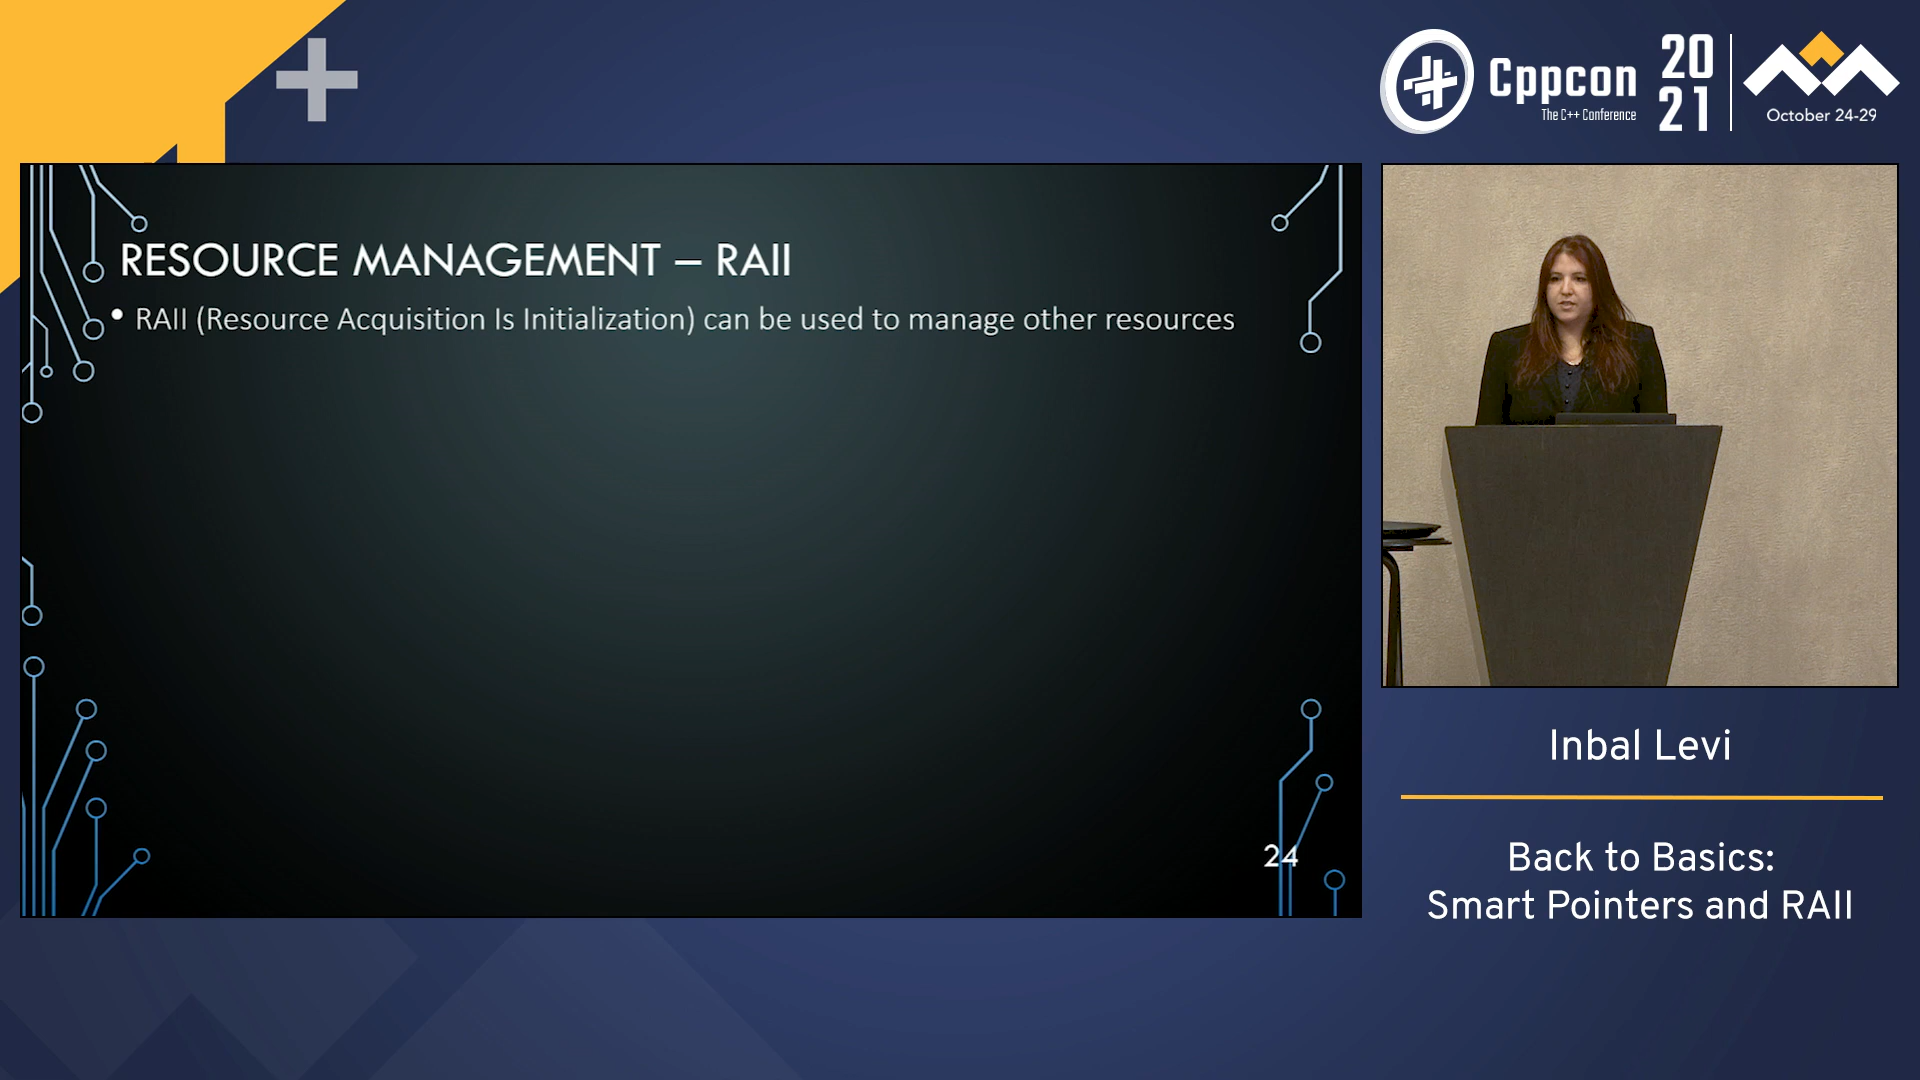 Cppcon
The C++ Conference
20
21
October 24-29
RESOURCE MANAGEMENT – RAII
• RAII (Resource Acquisition Is Initialization) can be used to manage other resources
24
Inbal Levi
Back to Basics:
Smart Pointers and RAII